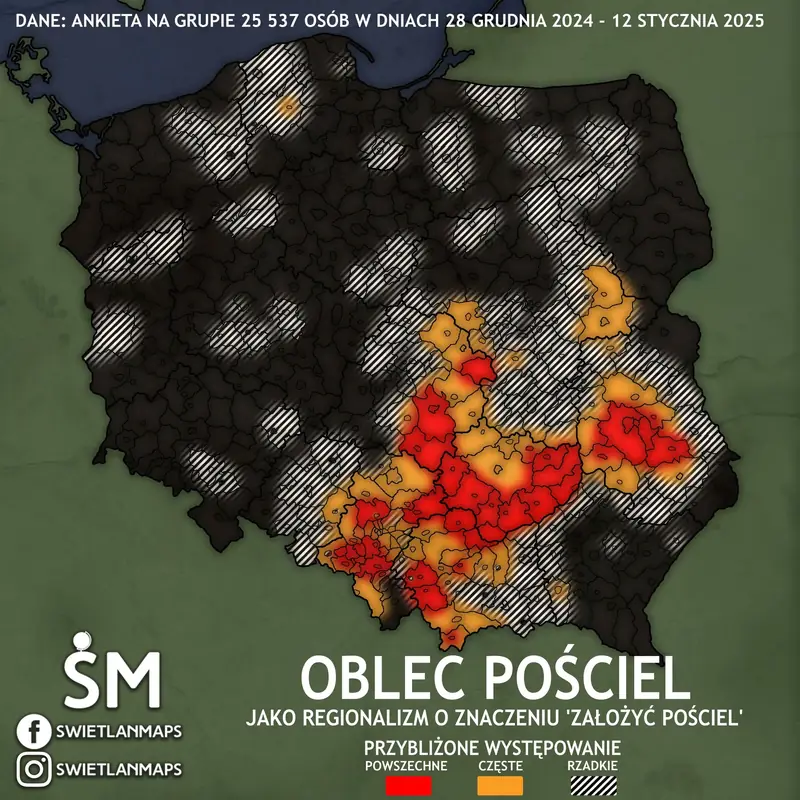 DANE: ANKIETA NA GRUPIE 25 537 OSÓB W DNIACH 28 GRUDNIA 2024 - 12 STYCZNIA 2025
ŚM
SWIETLANMAPS
SWIETLANMAPS
OBLEC POŚCIEL
JAKO REGIONALIZM O ZNACZENIU 'ZAŁOŻYĆ POŚCIEL'
PRZYBLIŻONE WYSTĘPOWANIE
POWSZECHNE CZĘSTE RZADKIE